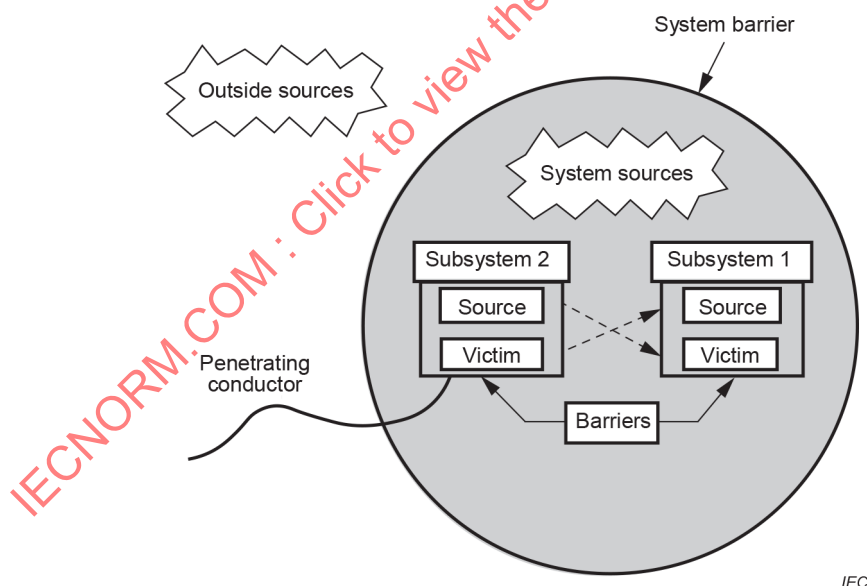 System barrier
Outside sources
System sources
Subsystem 2
Subsystem 1
Source
Source
Victim
Victim
Penetrating
conductor
Barriers
IECNORM.COM : Click to view the
IEC